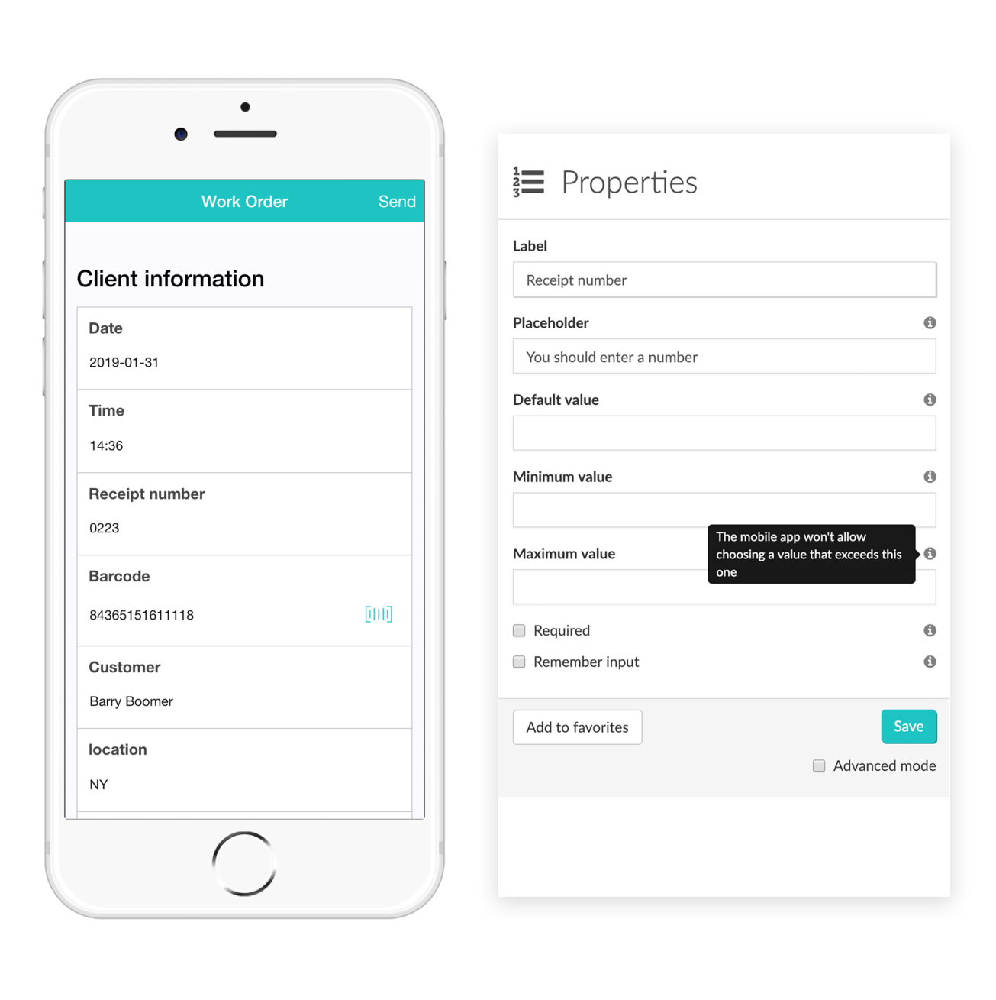 Work Order
Send
Client information
Date
2019-01-31
Time
14:36
Receipt number
0223
Barcode
84365151611118
Customer
Barry Boomer
location
NY
1
2
3
Properties
Label
Receipt number
Placeholder
You should enter a number
Default value
Minimum value
The mobile app won't allow
choosing a value that exceeds this
one
Maximum value
Required
Remember input
Add to favorites
Save
Advanced mode